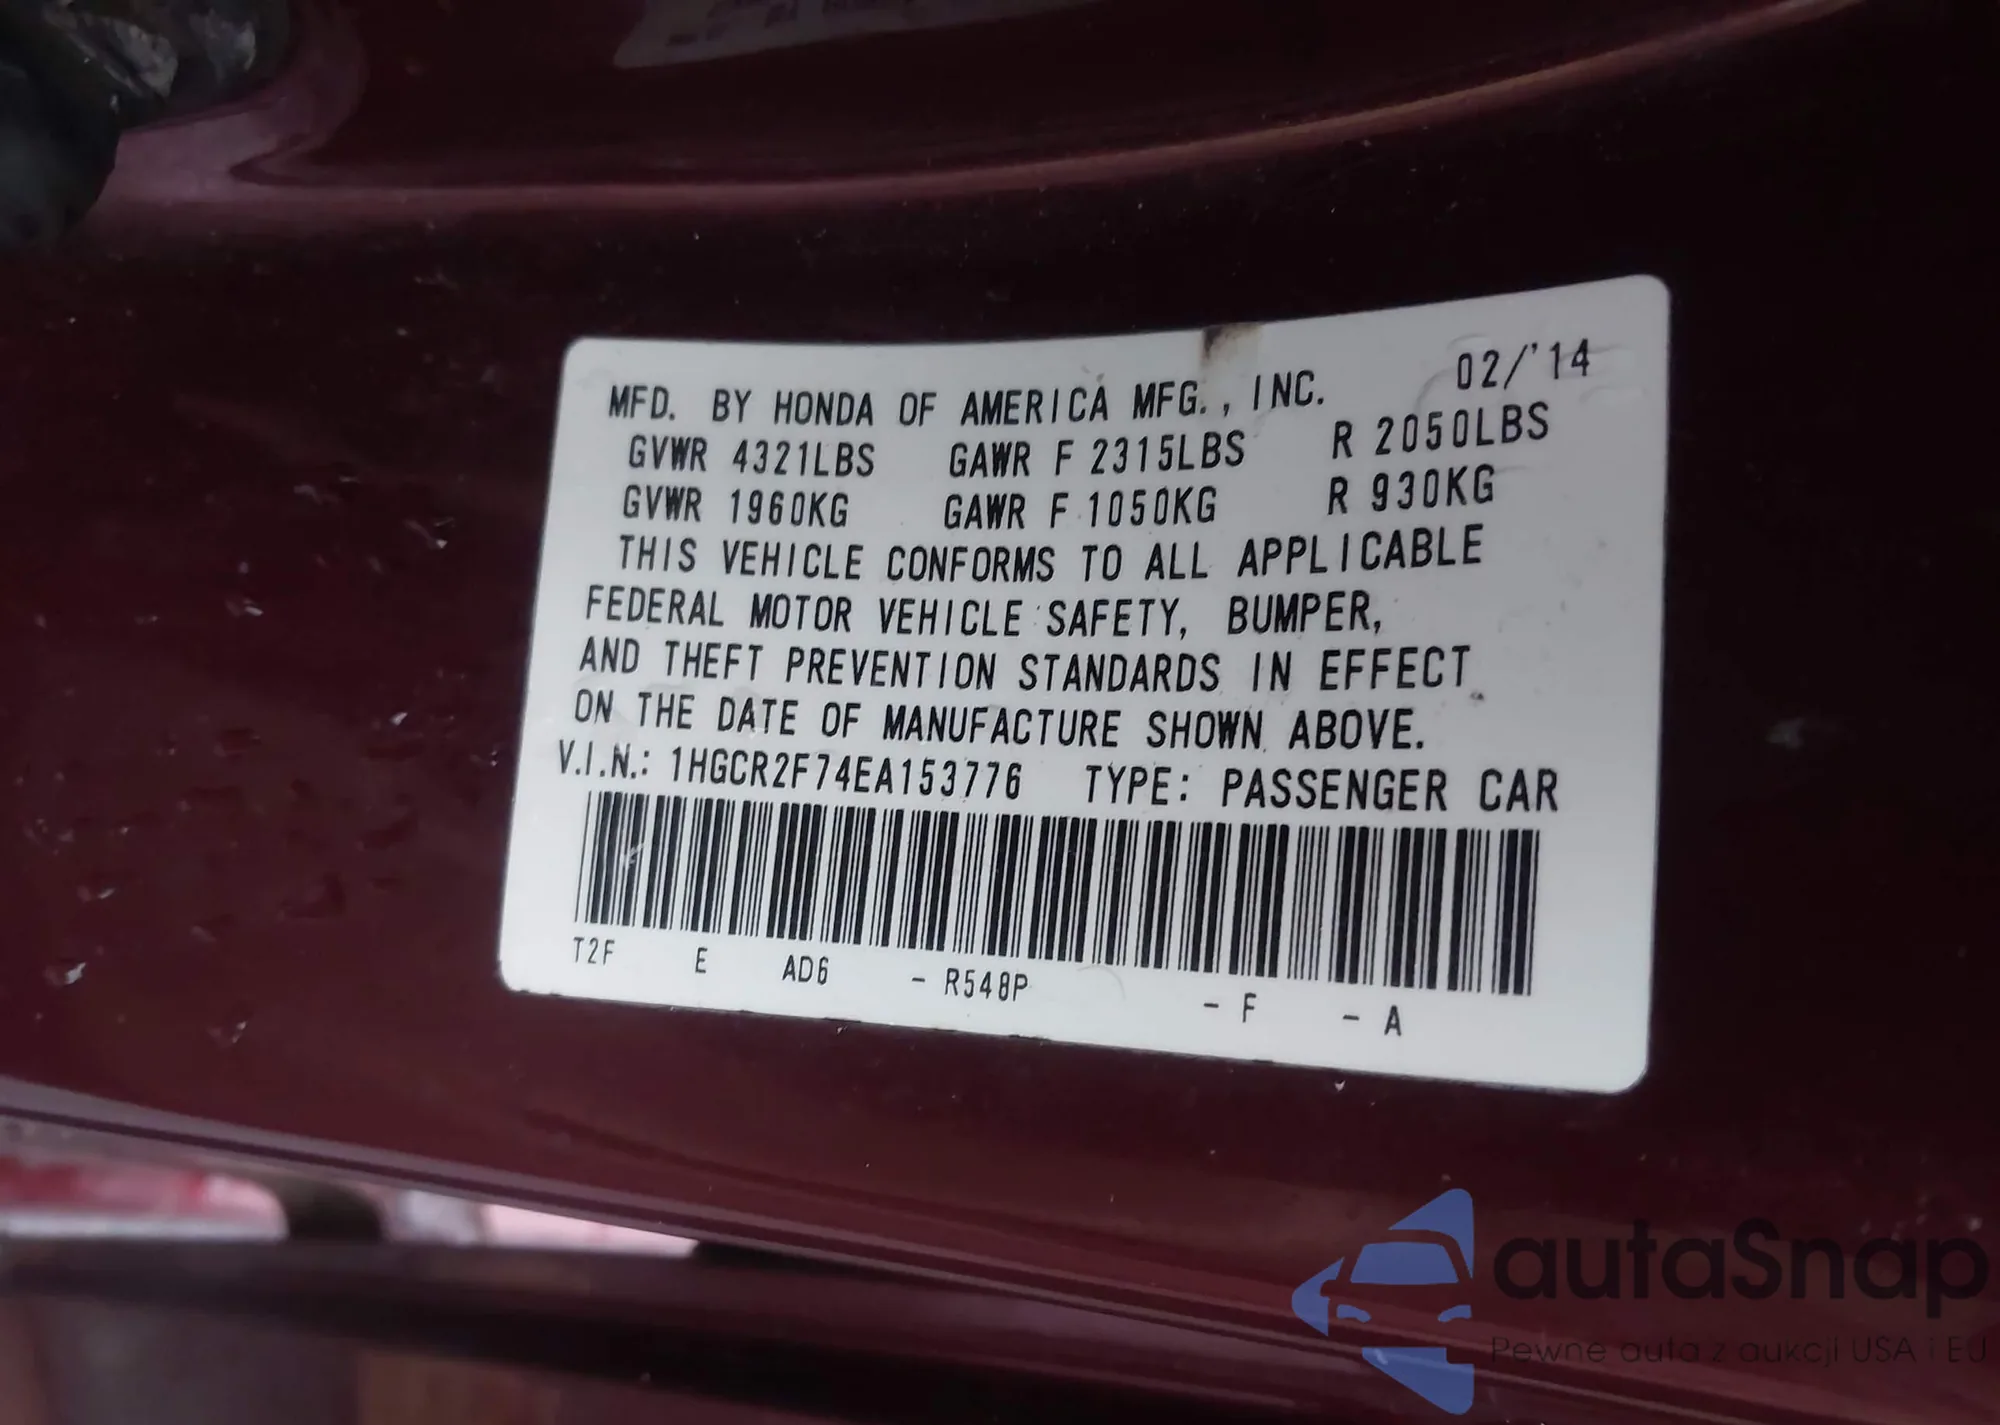 MFD. BY HONDA OF AMERICA MFG., INC. 02/'14
GVWR 4321LBS GAWR F 2315LBS R 2050LBS
GVWR 1960KG GAWR F 1050KG R 930KG
THIS VEHICLE CONFORMS TO ALL APPLICABLE
FEDERAL MOTOR VEHICLE SAFETY, BUMPER,
AND THEFT PREVENTION STANDARDS IN EFFECT
ON THE DATE OF MANUFACTURE SHOWN ABOVE.
V.I.N.: 1HGCR2F74EA153776 TYPE: PASSENGER CAR
T2F E AD6 - R548P - F - A
autaSnap
Pewne auta z aukcji USA i EU